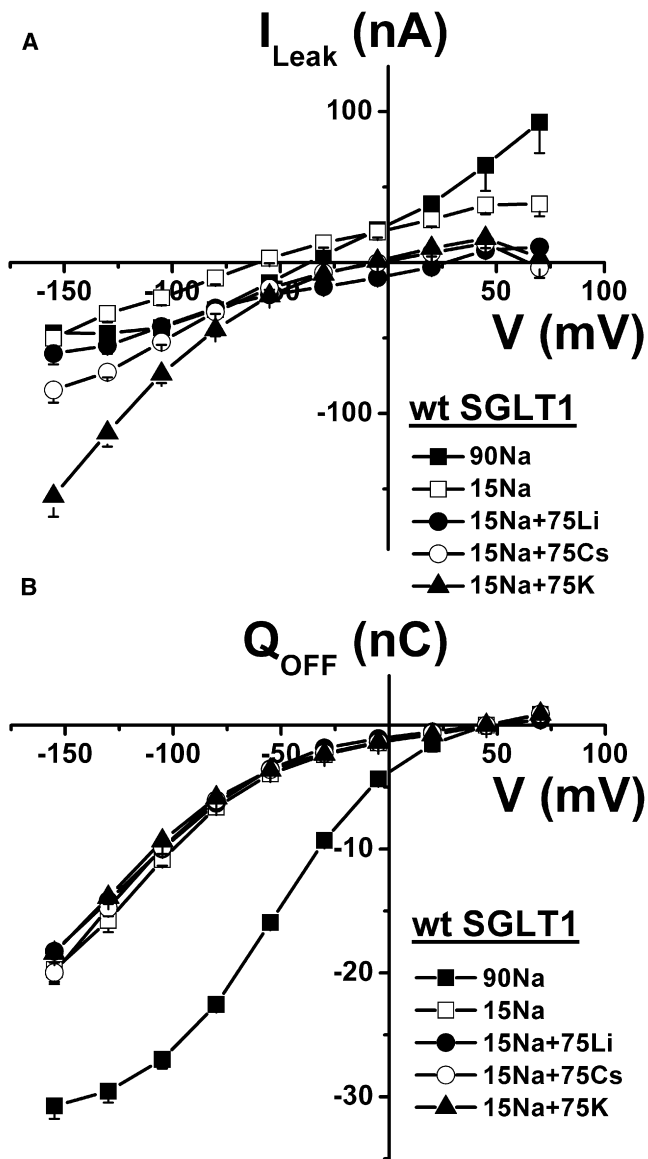 A
I Leak (nA)
100
-150 -100 -50 50 100
V (mV)
-100
wt SGLT1
90Na
15Na
15Na+75Li
15Na+75Cs
15Na+75K
B
Q OFF (nC)
-150 -100 -50 50 100
V (mV)
-10
-20
-30
wt SGLT1
90Na
15Na
15Na+75Li
15Na+75Cs
15Na+75K